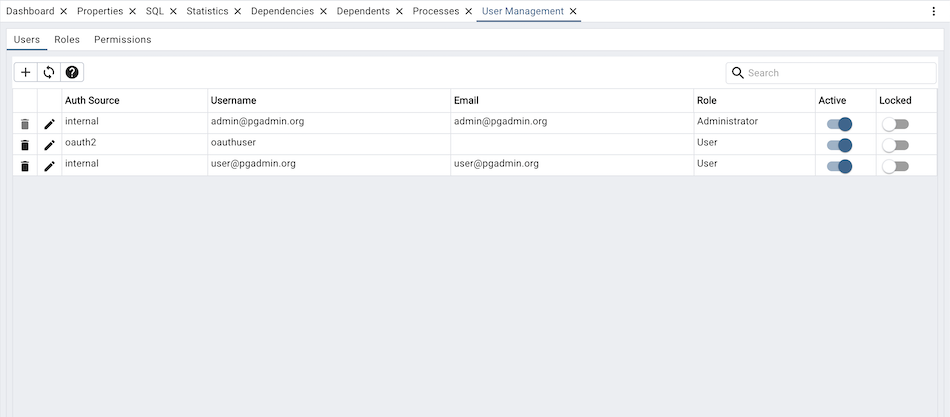 Dashboard Properties SQL Statistics Dependencies Dependents Processes User Management
Users Roles Permissions
Search
Auth Source Username Email Role Active Locked
internal admin@pgadmin.org admin@pgadmin.org Administrator
oauth2 oauthuser User
internal user@pgadmin.org user@pgadmin.org User